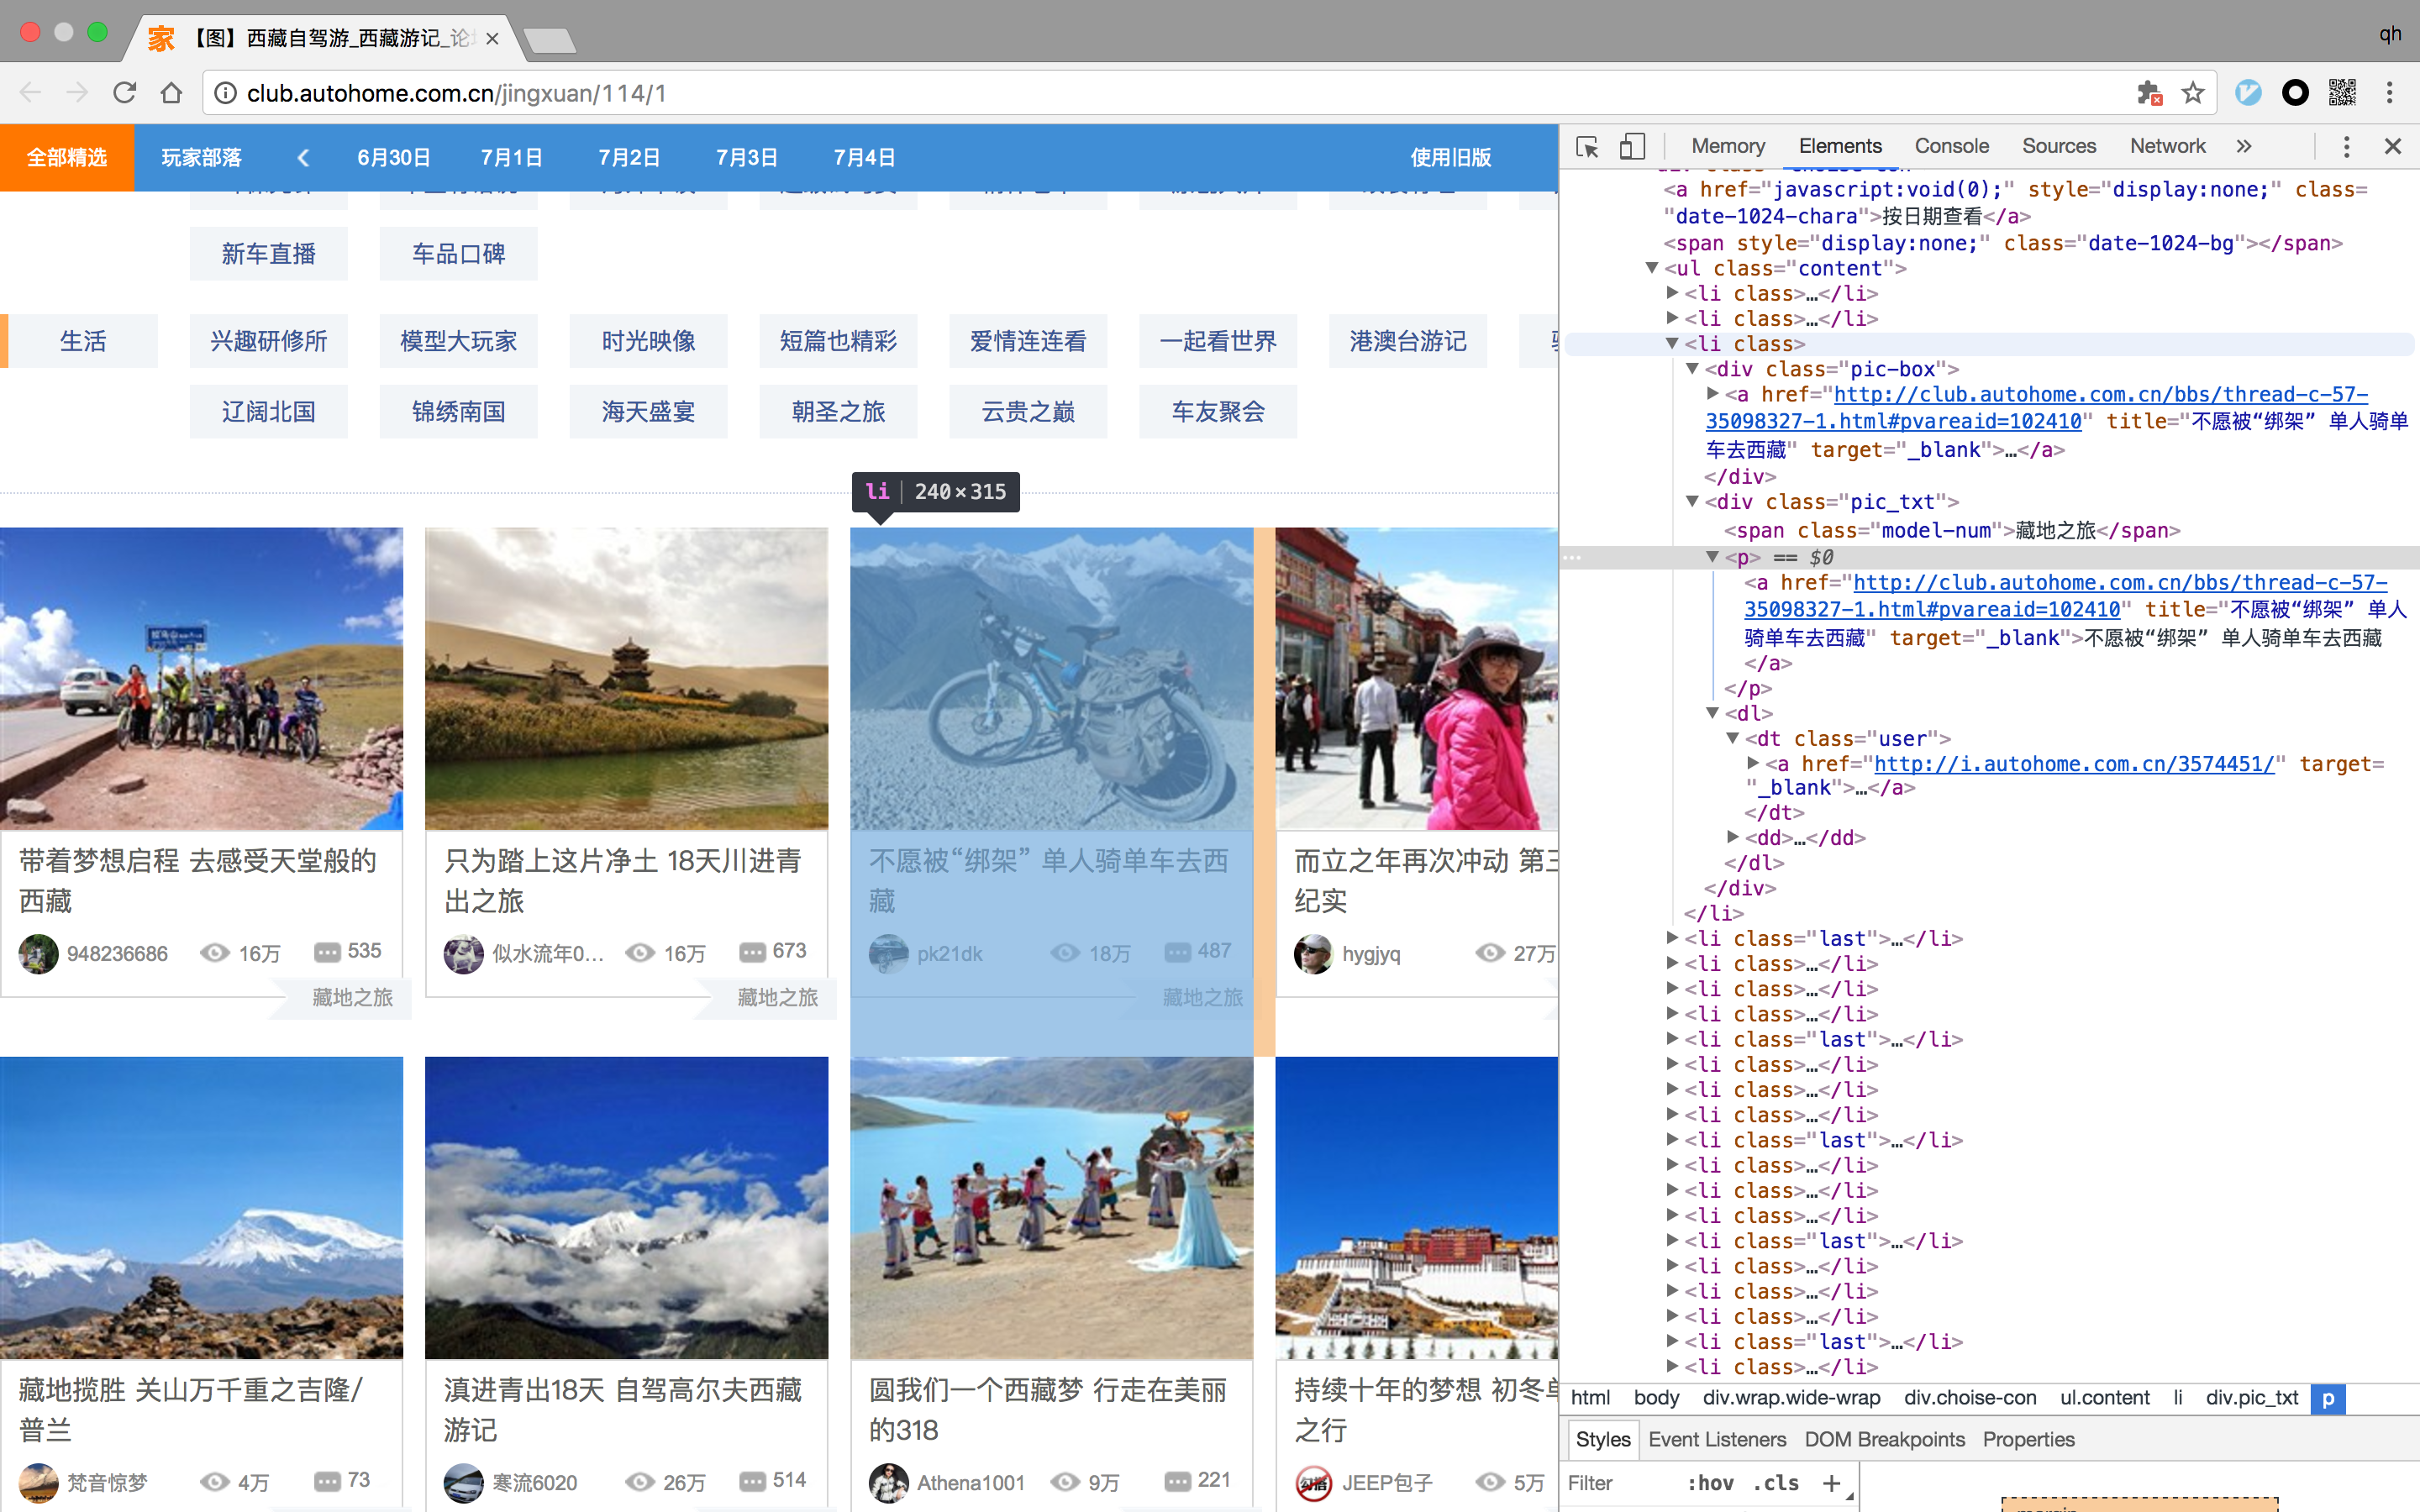 家 【图】西藏自驾游_西藏游记_论
qh
club.autohome.com.cn/jingxuan/114/1
全部精选 玩家部落 6月30日 7月1日 7月2日 7月3日 7月4日 使用旧版
新车直播 车品口碑
生活 兴趣研修所 模型大玩家 时光映像 短篇也精彩 爱情连连看 一起看世界 港澳台游记
辽阔北国 锦绣南国 海天盛宴 朝圣之旅 云贵之巅 车友聚会
li 240×315
带着梦想启程 去感受天堂般的
西藏
948236686 16万 535
藏地之旅
只为踏上这片净土 18天川进青
出之旅
似水流年0... 16万 673
藏地之旅
不愿被“绑架” 单人骑单车去西
藏
pk21dk 18万 487
藏地之旅
而立之年再次冲动 第三
纪实
hygjyq 27万
藏地揽胜 关山万千重之吉隆/
普兰
梵音惊梦 4万 73
滇进青出18天 自驾高尔夫西藏
游记
寒流6020 26万 514
圆我们一个西藏梦 行走在美丽
的318
Athena1001 9万 221
持续十年的梦想 初冬
之行
JEEP包子 5万
Memory Elements Console Sources Network »
<a href="javascript:void(0);" style="display:none;" class=
"date-1024-chara">按日期查看</a>
<span style="display:none;" class="date-1024-bg"></span>
▼<ul class="content">
▶<li class>…</li>
▶<li class>…</li>
▼<li class>
▼<div class="pic-box">
▶<a href="http://club.autohome.com.cn/bbs/thread-c-57-
35098327-1.html#pvareaid=102410" title="不愿被“绑架” 单人骑单
车去西藏" target="_blank">…</a>
</div>
▼<div class="pic_txt">
<span class="model-num">藏地之旅</span>
▼<p> == $0
<a href="http://club.autohome.com.cn/bbs/thread-c-57-
35098327-1.html#pvareaid=102410" title="不愿被“绑架” 单人
骑单车去西藏" target="_blank">不愿被“绑架” 单人骑单车去西藏
</a>
</p>
▼<dl>
▼<dt class="user">
▶<a href="http://i.autohome.com.cn/3574451/" target=
"_blank">…</a>
</dt>
▶<dd>…</dd>
</dl>
</div>
</li>
▶<li class="last">…</li>
▶<li class>…</li>
▶<li class>…</li>
▶<li class>…</li>
▶<li class="last">…</li>
▶<li class>…</li>
▶<li class>…</li>
▶<li class>…</li>
▶<li class="last">…</li>
▶<li class>…</li>
▶<li class>…</li>
▶<li class>…</li>
▶<li class="last">…</li>
▶<li class>…</li>
▶<li class>…</li>
▶<li class>…</li>
▶<li class="last">…</li>
▶<li class>…</li>
html body div.wrap.wide-wrap div.choise-con ul.content li div.pic_txt p
Styles Event Listeners DOM Breakpoints Properties
Filter :hov .cls +